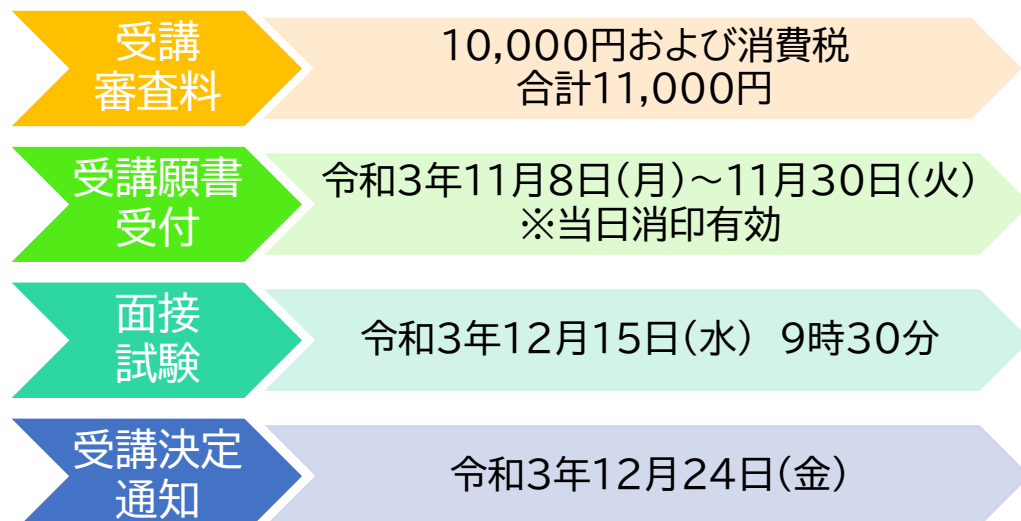 受講
審査料
10,000円および消費税
合計11,000円
受講願書
受付
令和3年11月8日(月)～11月30日(火)
※当日消印有効
面接
試験
令和3年12月15日(水) 9時30分
受講決定
通知
令和3年12月24日(金)